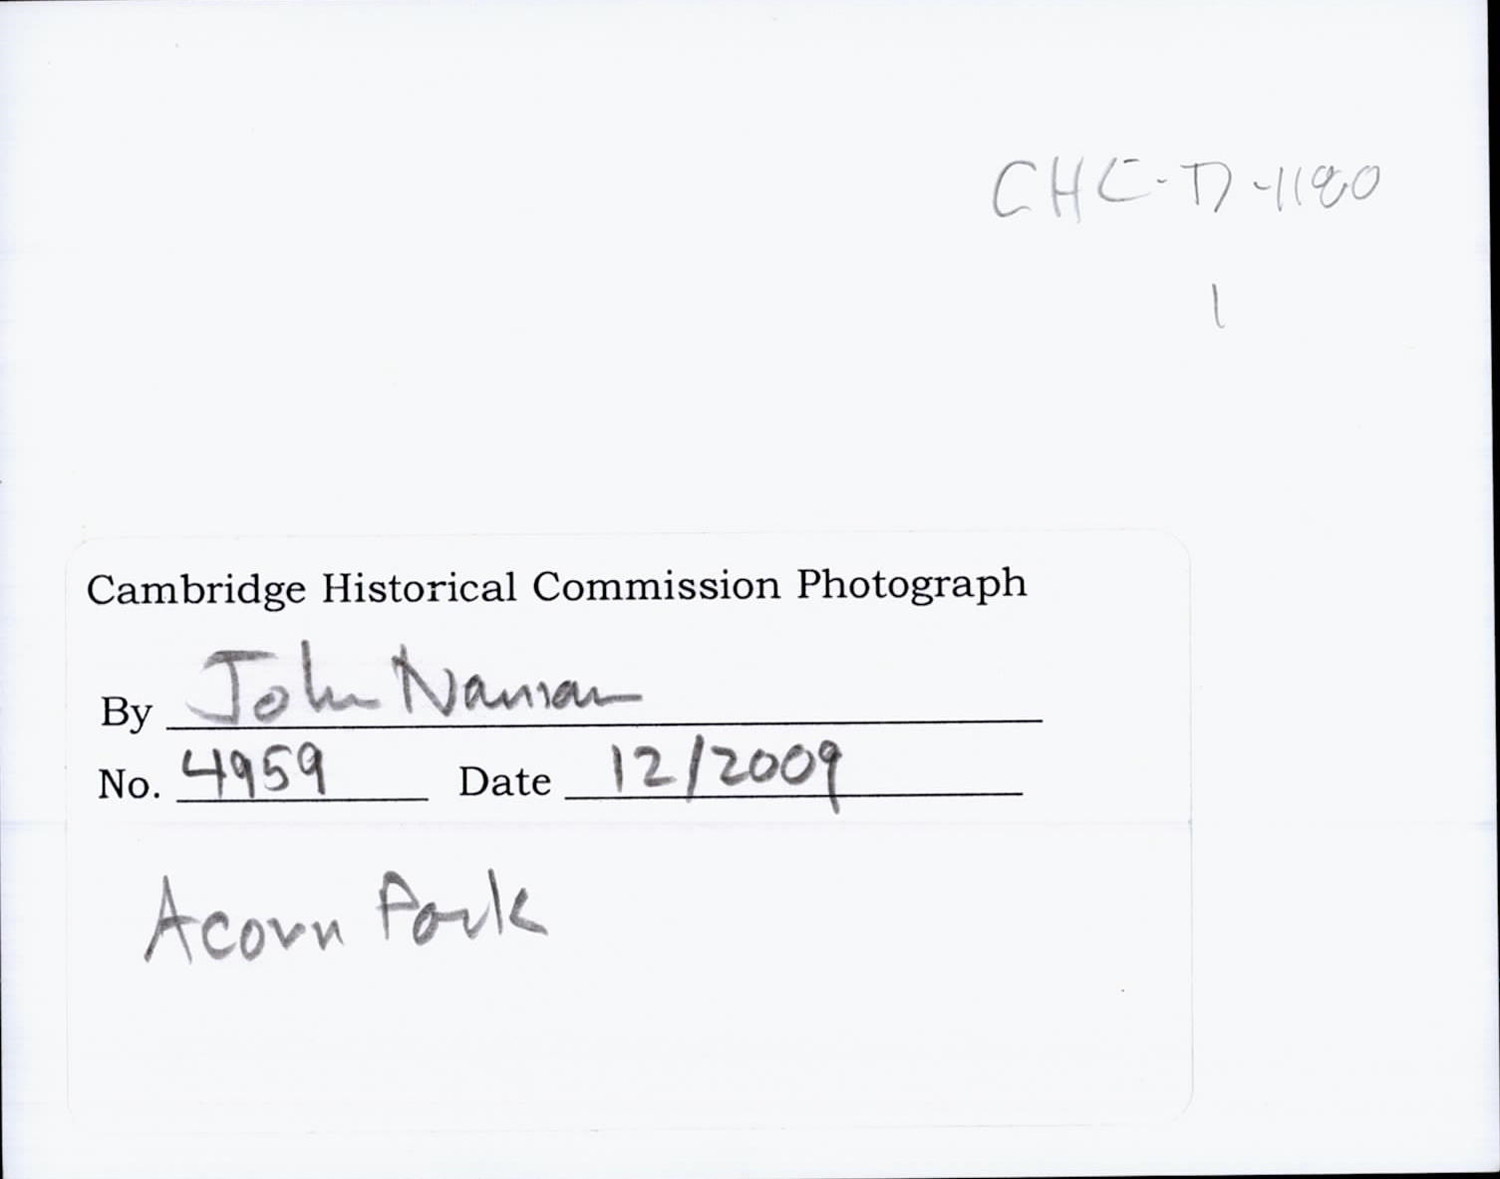 CHC-D-1180
1
Cambridge Historical Commission Photograph
By John Naman
No. 4959 Date 12/2009
Acorn Park